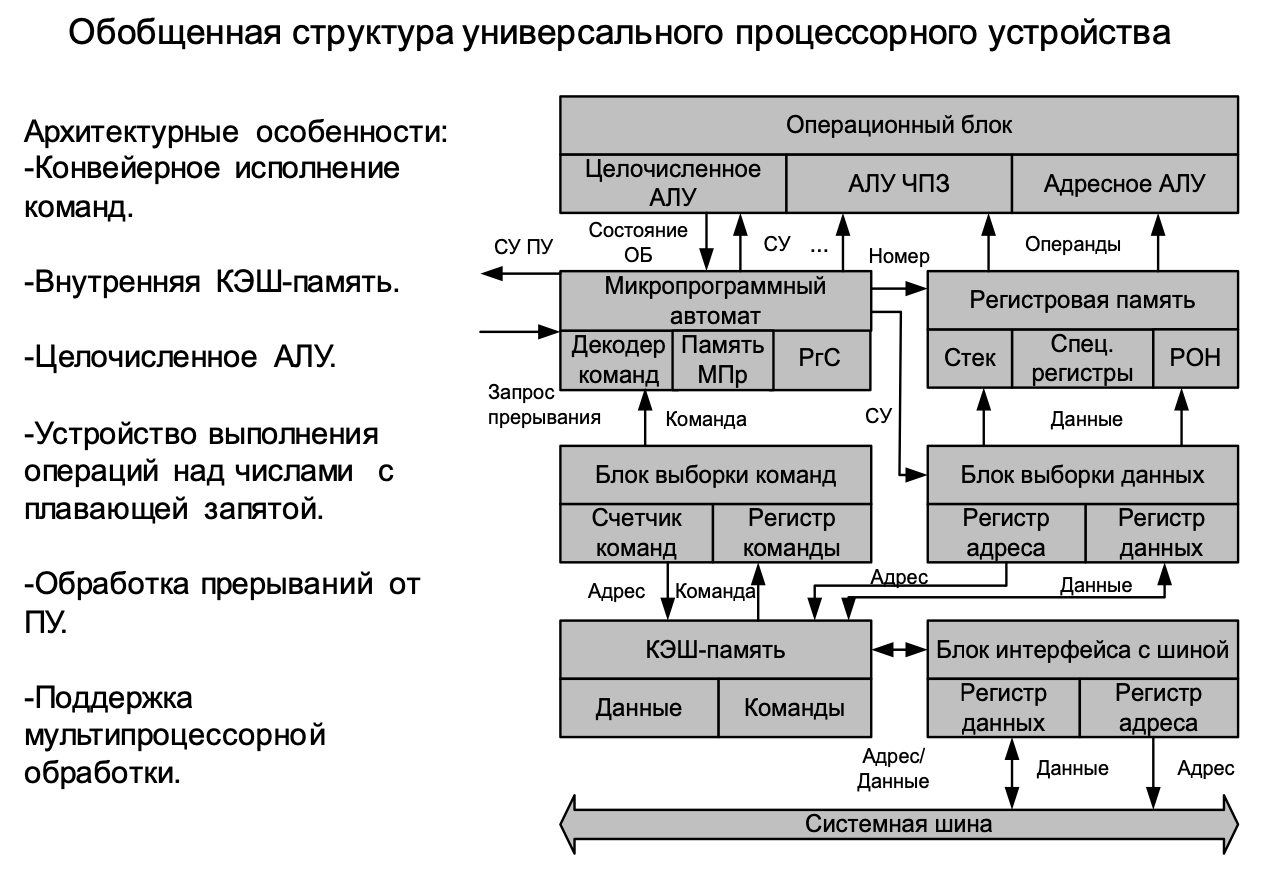 Обобщенная структура универсального процессорного устройства
Архитектурные особенности:
-Конвейерное исполнение
команд.
-Внутренняя КЭШ-память.
-Целочисленное АЛУ.
-Устройство выполнения
операций над числами с
плавающей запятой.
-Обработка прерываний от
ПУ.
-Поддержка
мультипроцессорной
обработки.
Операционный блок
Целочисленное
АЛУ
АЛУ ЧПЗ
Адресное АЛУ
СУ ПУ
Состояние
ОБ
СУ ...
Номер
Операнды
Микропрограммный
автомат
Декодер
команд
Память
МПр
РгС
Регистровая память
Стек
Спец.
регистры
РОН
Запрос
прерывания
Команда
СУ
Данные
Блок выборки команд
Счетчик
команд
Регистр
команды
Блок выборки данных
Регистр
адреса
Регистр
данных
Адрес
Команда
Адрес
Данные
КЭШ-память
Данные
Команды
Блок интерфейса с шиной
Регистр
данных
Регистр
адреса
Адрес/
Данные
Данные
Адрес
Системная шина